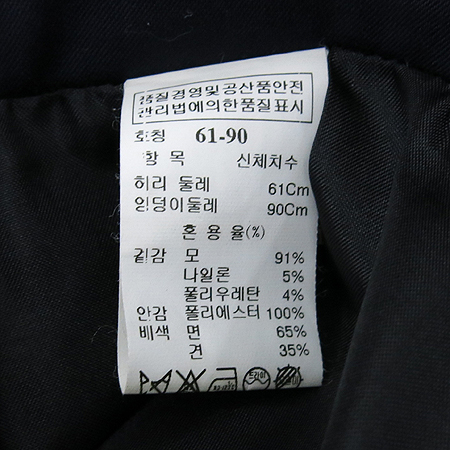 품질경영및공산품안전
관리법에의한품질표시
호칭 61-90
항 목 신체치수
허리 둘레 61Cm
엉덩이둘레 90Cm
혼 용 율(%)
겉감 모 91%
나일론 5%
폴리우레탄 4%
안감 폴리에스터 100%
배색 면 65%
견 35%
드라이